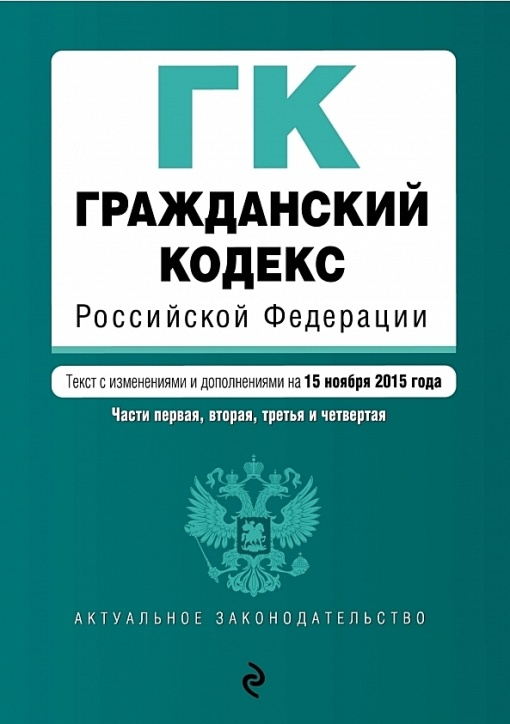 ГК
ГРАЖДАНСКИЙ
КОДЕКС
Российской Федерации
Текст с изменениями и дополнениями на 15 ноября 2015 года
Части первая, вторая, третья и четвертая
АКТУАЛЬНОЕ ЗАКОНОДАТЕЛЬСТВО